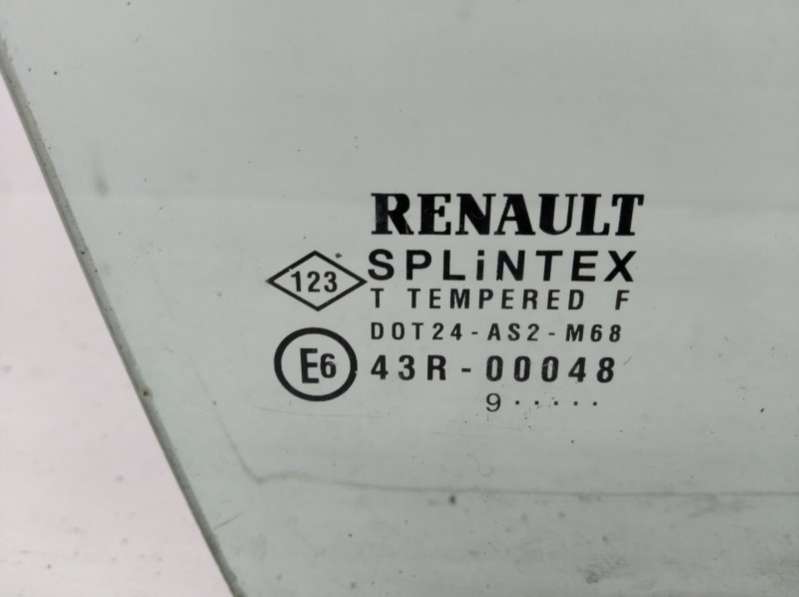 RENAULT
123 SPLiNTEX
T TEMPERED F
DOT24-AS2-M68
E6 43R-00048
9·····